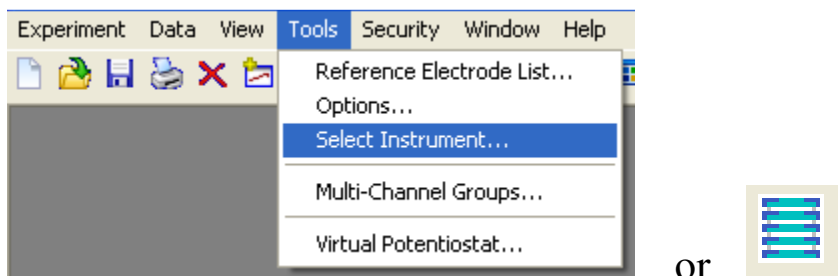 Experiment Data View Tools Security Window Help
Reference Electrode List...
Options...
Select Instrument...
Multi-Channel Groups...
Virtual Potentiostat...
or